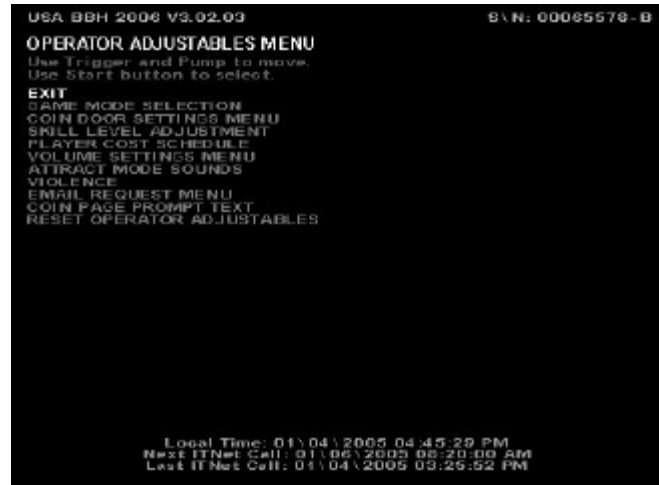 USA BBH 2006 V3.02.03
S\N: 00065578-B
OPERATOR ADJUSTABLES MENU
Use Trigger and Pump to move.
Use Start button to select.
EXIT
GAME MODE SELECTION
COIN DOOR SETTINGS MENU
SKILL LEVEL ADJUSTMENT
PLAYER COST SCHEDULE
VOLUME SETTINGS MENU
ATTRACT MODE SOUNDS
VIOLENCE
EMAIL REQUEST MENU
COIN PAGE PROMPT TEXT
RESET OPERATOR ADJUSTABLES
Local Time: 01\04\2005 04:45:29 PM
Next ITNet Call: 01\06\2005 06:20:00 AM
Last ITNet Call: 01\04\2005 03:25:52 PM